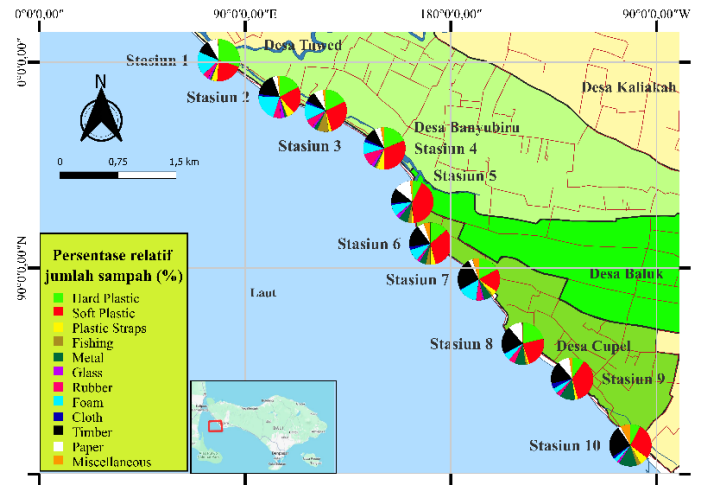 0°0'0,00"
90°0'0,00"E
180°0'0,00"
90°0'0,00"W
0°0'0,00"
90°0'0,00"N
Desa Tuwed
Stasiun 1
Desa Kaliakah
Stasiun 2
N
Desa Banyubiru
Stasiun 3
Stasiun 4
0 0,75 1,5 km
Stasiun 5
Stasiun 6
Persentase relatif
jumlah sampah (%)
Stasiun 7
Desa Baluk
Laut
Hard Plastic
Soft Plastic
Plastic Straps
Fishing
Metal
Glass
Rubber
Foam
Cloth
Timber
Paper
Miscellaneous
Stasiun 8
Desa Cupel
Stasiun 9
Stasiun 10
BALI